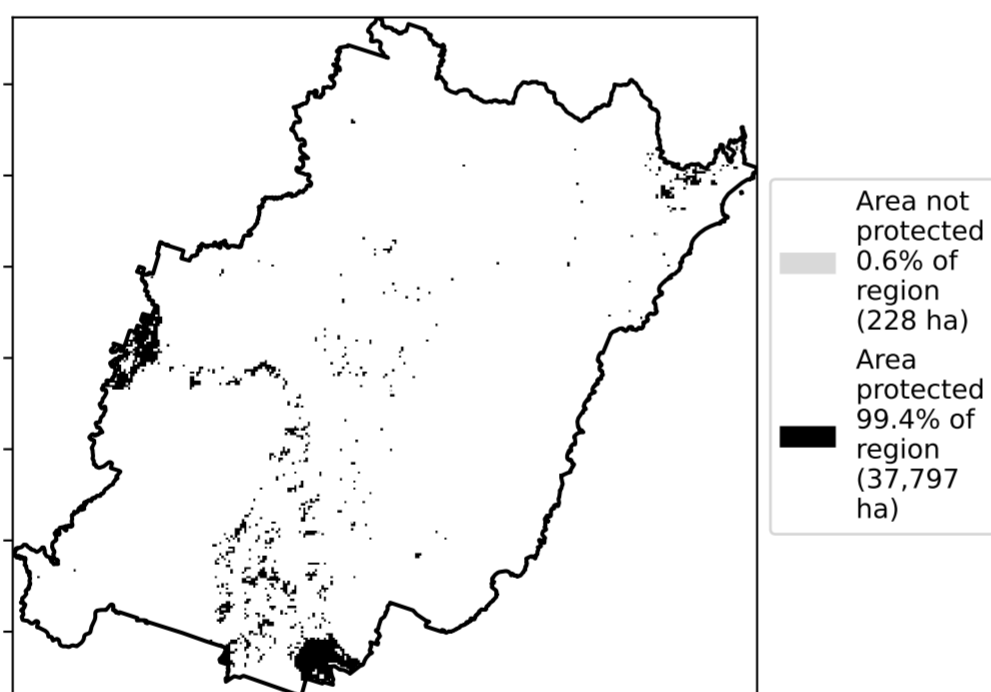 Area not
protected
0.6% of
region
(228 ha)
Area
protected
99.4% of
region
(37,797
ha)